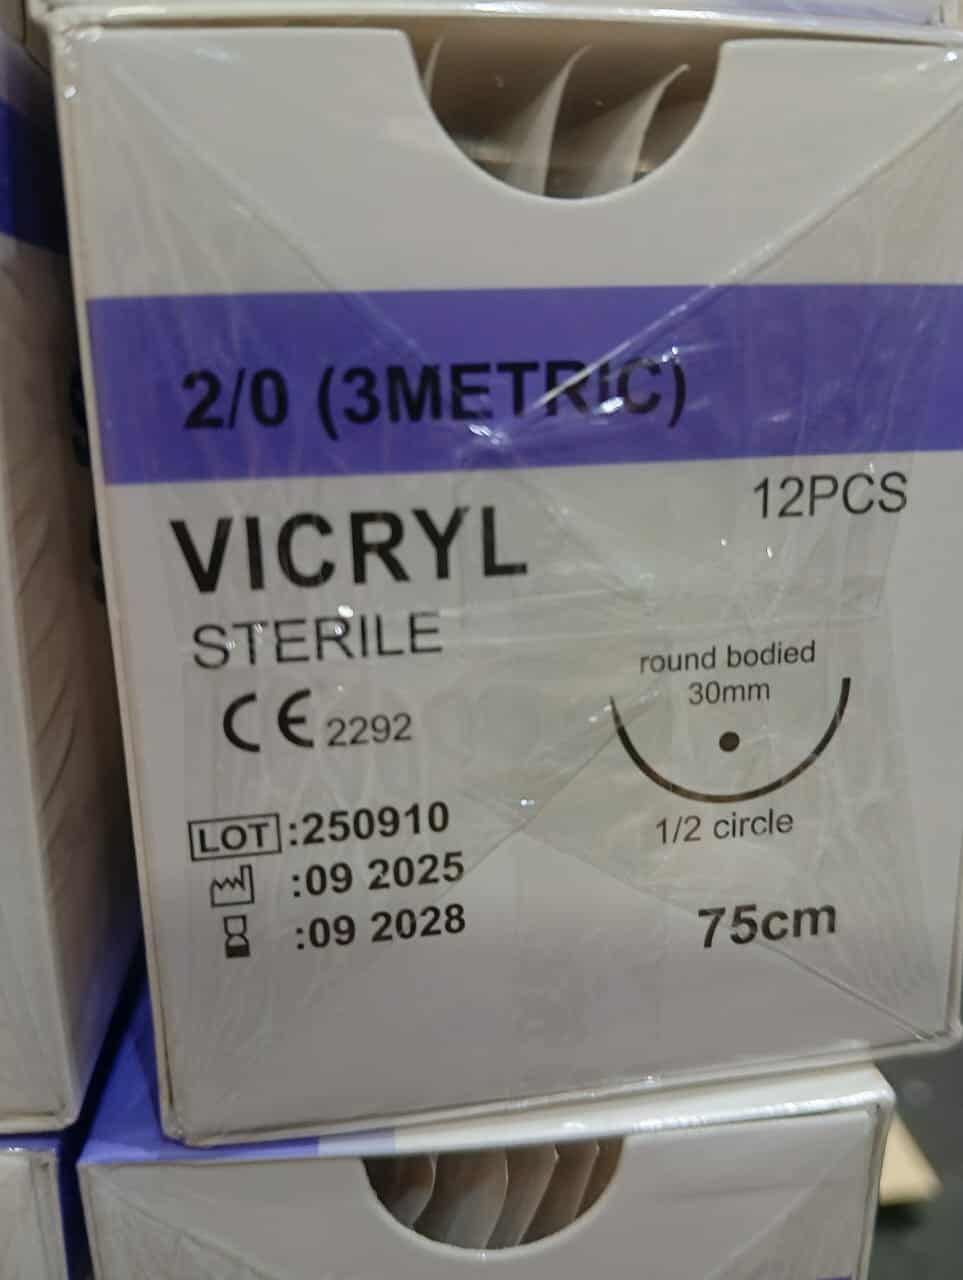 2/0 (3METRIC)
12PCS
VICRYL
STERILE
CE 2292
round bodied
30mm
1/2 circle
LOT :250910
:09 2025
:09 2028
75cm